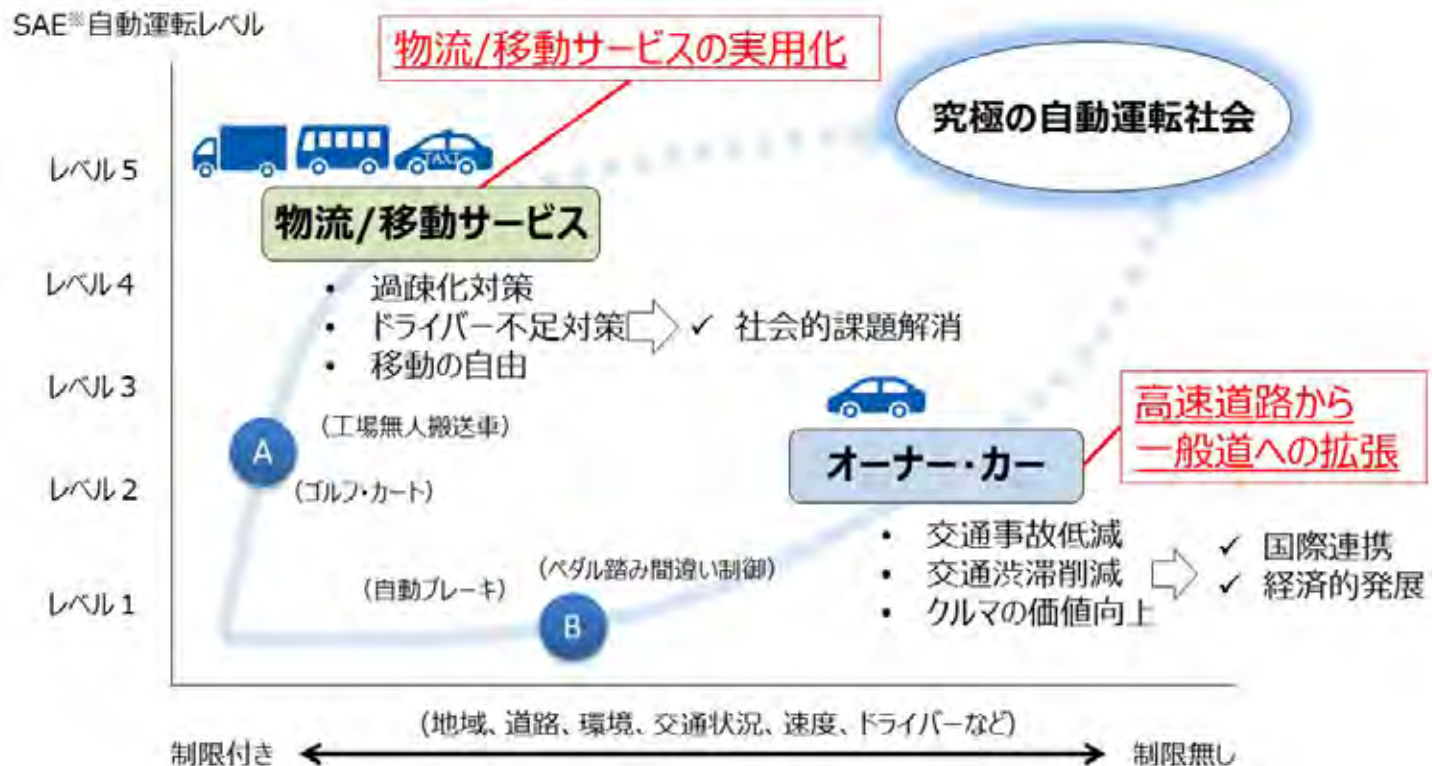 SAE※自動運転レベル
物流/移動サービスの実用化
究極の自動運転社会
レベル5
TAXI
物流/移動サービス
レベル4
• 過疎化対策
• ドライバー不足対策
• 移動の自由
✓ 社会的課題解消
レベル3
高速道路から
一般道への拡張
A
(工場無人搬送車)
オーナー・カー
レベル2
(ゴルフ・カート)
• 交通事故低減
• 交通渋滞削減
• クルマの価値向上
✓ 国際連携
✓ 経済的発展
(ペダル踏み間違い制御)
(自動ブレーキ)
レベル1
B
(地域、道路、環境、交通状況、速度、ドライバーなど)
制限付き
制限無し